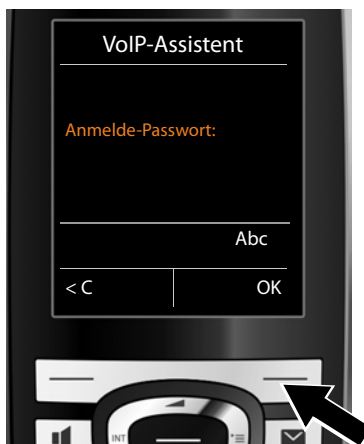 VoIP-Assistent
Anmelde-Passwort:
Abc
< C OK
INT